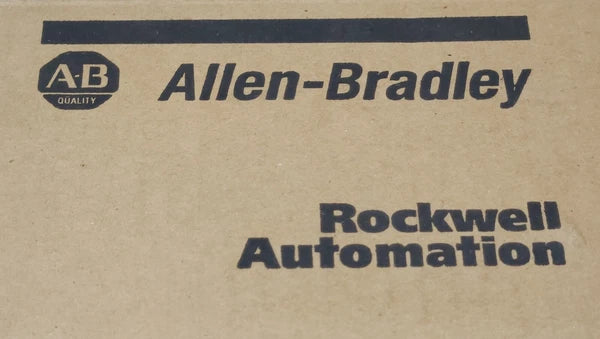 A-B
QUALITY
Allen-Bradley
Rockwell
Automation